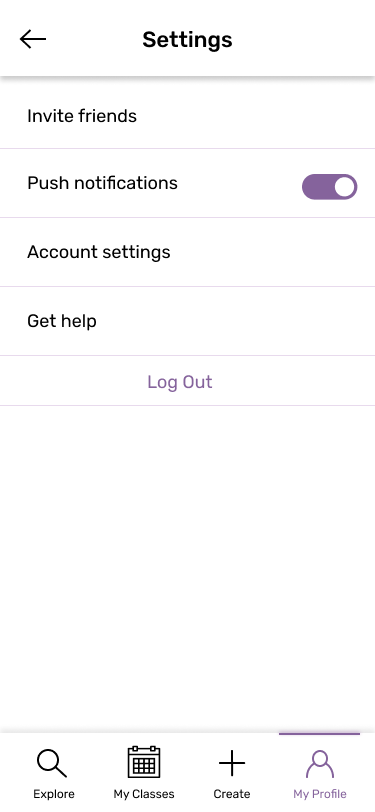 Settings
Invite friends
Push notifications
Account settings
Get help
Log Out
Explore
My Classes
Create
My Profile